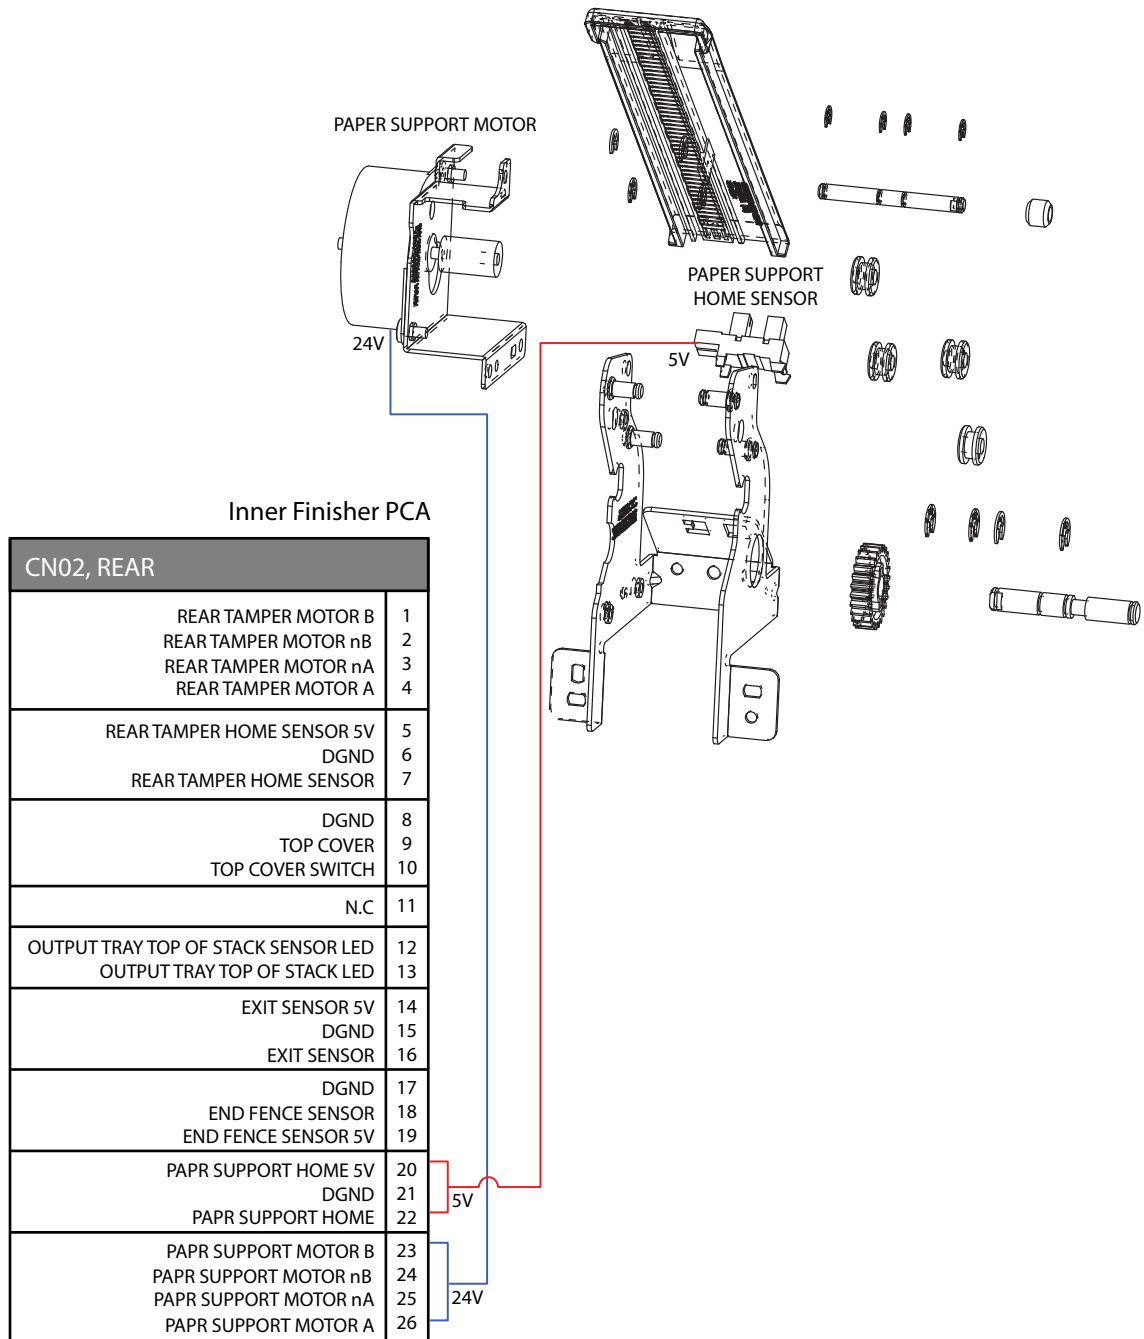 PAPER SUPPORT MOTOR
PAPER SUPPORT
HOME SENSOR
24V
5V
Inner Finisher PCA
CN02, REAR
REAR TAMPER MOTOR B 1
REAR TAMPER MOTOR nB 2
REAR TAMPER MOTOR nA 3
REAR TAMPER MOTOR A 4
REAR TAMPER HOME SENSOR 5V 5
DGND 6
REAR TAMPER HOME SENSOR 7
DGND 8
TOP COVER 9
TOP COVER SWITCH 10
N.C 11
OUTPUT TRAY TOP OF STACK SENSOR LED 12
OUTPUT TRAY TOP OF STACK LED 13
EXIT SENSOR 5V 14
DGND 15
EXIT SENSOR 16
DGND 17
END FENCE SENSOR 18
END FENCE SENSOR 5V 19
PAPR SUPPORT HOME 5V 20
DGND 21
PAPR SUPPORT HOME 22
5V
PAPR SUPPORT MOTOR B 23
PAPR SUPPORT MOTOR nB 24
PAPR SUPPORT MOTOR nA 25
PAPR SUPPORT MOTOR A 26
24V